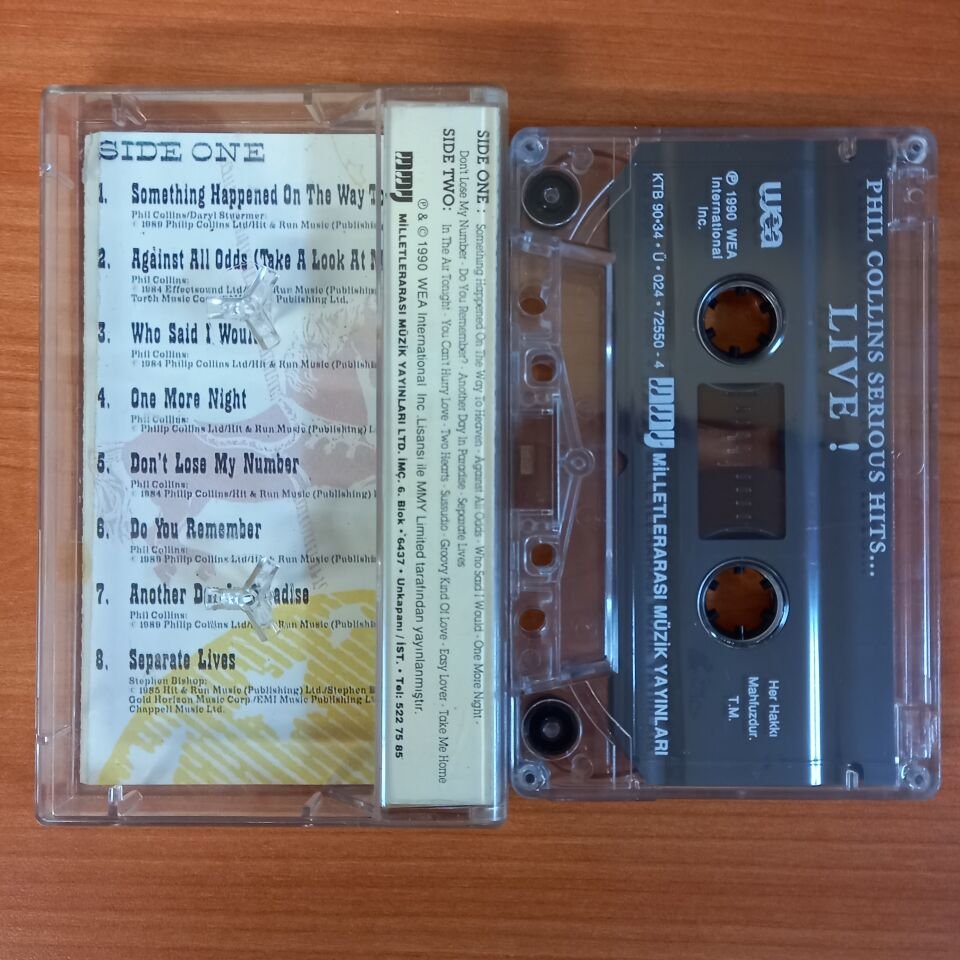 SIDE ONE
1. Something Happened On The Way T
Phil Collins/Daryl Stuermer:
© 1989 Philip Collins Ltd/Hit & Run Music (Publishin
2. Against All Odds (Take A Look At
Phil Collins:
© 1984 Effectsound Ltd/ Run Music (Publishing
Torch Music Publishing Ltd.
3. Who Said I
Phil Collins:
© 1984 Philip Collins Ltd/Hit & Run Music (Publishin
4. One More Night
Phil Collins:
© Philip Collins Ltd/Hit & Run Music (Publishing)
5. Don't Lose My Number
© 1984 Philip Collins/Hit & Run Music (Publishing)
6. Do You Remember
Phil Collins:
© 1989 Philip Collins Ltd/Hit & Run Music (Publishin
7. Another
Phil Collins:
© 1989 Philip Collins Ltd/ Run Music (Publishin
8. Separate Lives
Stephen Bishop:
© 1985 Hit & Run Music (Publishing) Ltd/Stephen B
Gold Horizon Music Corp/EMI Music Publishing L
Chappell Music Ltd.
SIDE ONE : Something Happened On The Way To Heaven · Against All Odds · Who Said I Would · One More Night ·
Don't Lose My Number · Do You Remember? · Another Day In Paradise · Separate Lives
SIDE TWO: In The Air Tonight · You Can't Hurry Love · Two Hearts · Sussudio · Groovy Kind Of Love · Easy Lover · Take Me Home
℗ & © 1990 WEA International Inc Lisansı ile MMY Limited tarafından yayınlanmıştır.
MMY MİLLETLERARASI MÜZİK YAYINLARI LTD. İMÇ. 6. Blok • 6437 • Unkapanı / İST. • Tel: 522 75 85
PHIL COLLINS SERIOUS HITS...
LIVE !
wea
℗ 1990 WEA
International
Inc.
Her Hakkı
Mahfuzdur.
T.M.
KTB 90•34 • Ü • 024 • 72550 - 4 MMY MİLLETLERARASI MÜZİK YAYINLARI